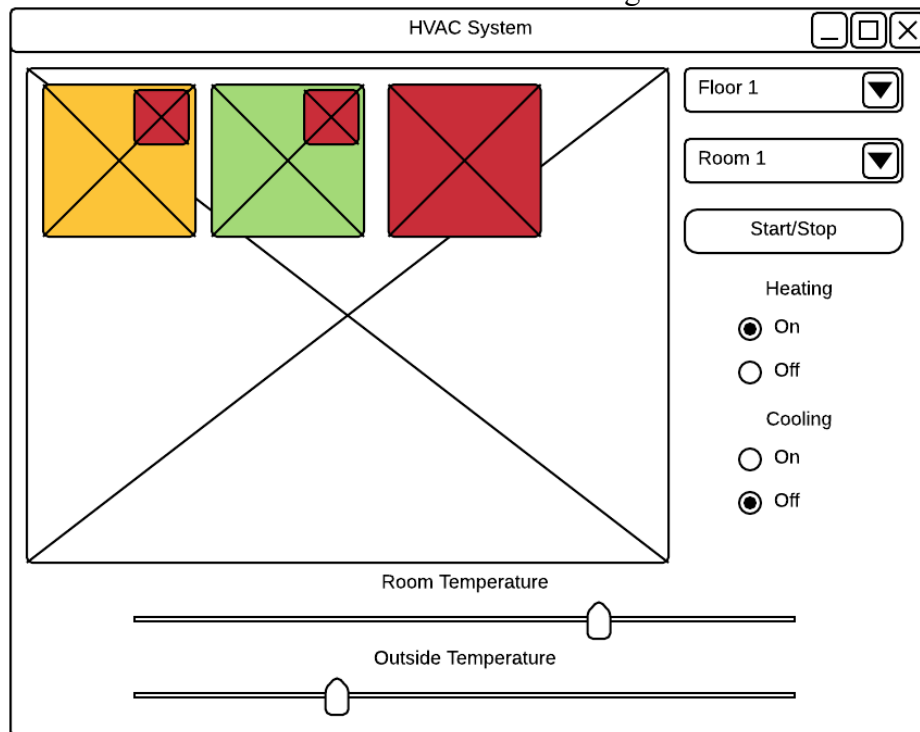 HVAC System
Floor 1
Room 1
Start/Stop
Heating
On
Off
Cooling
On
Off
Room Temperature
Outside Temperature